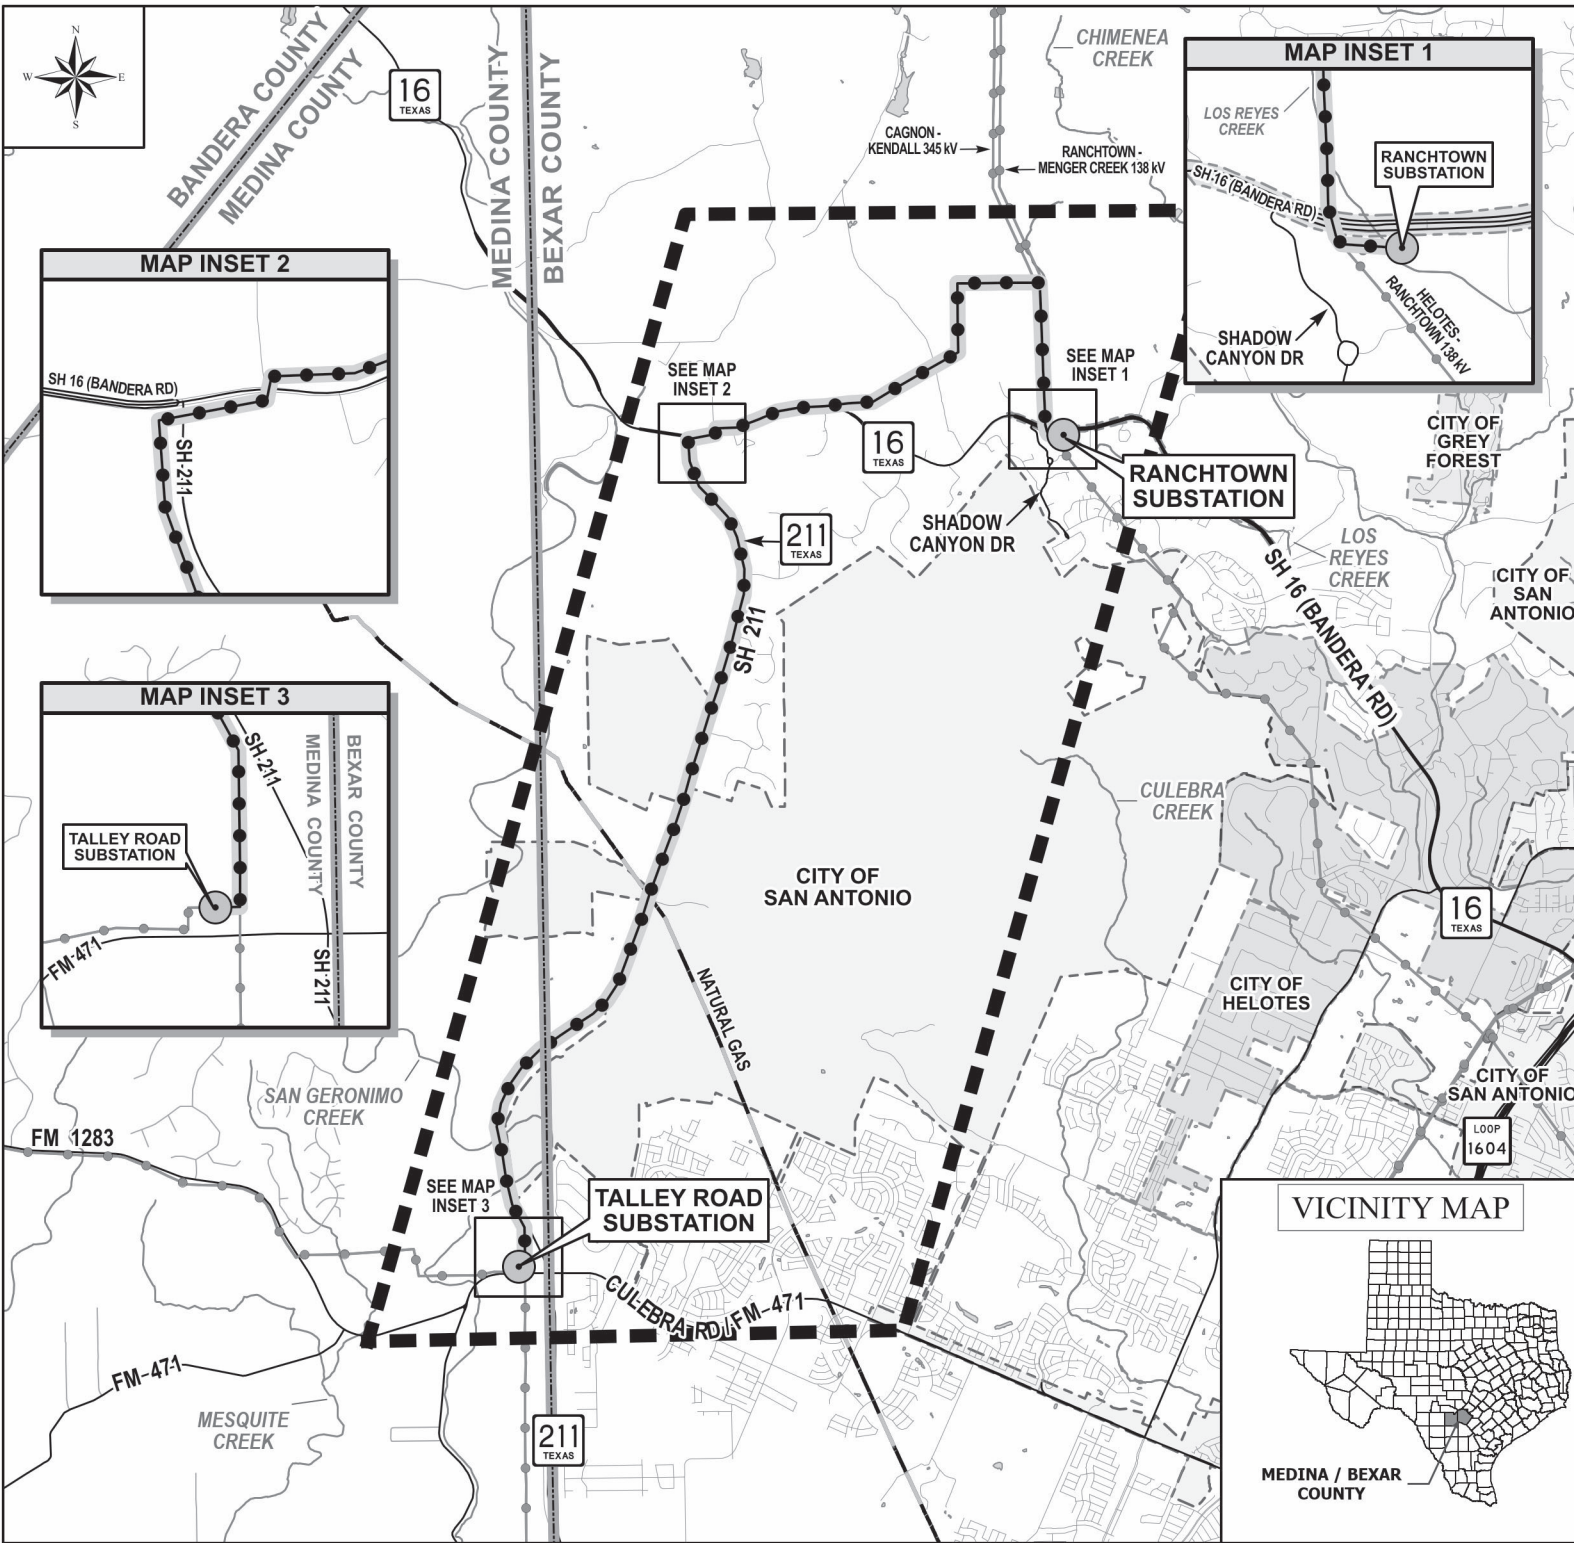 N
W
E
S
BANDERA COUNTY
MEDINA COUNTY
16
TEXAS
MEDINA COUNTY
BEXAR COUNTY
CHIMENEA
CREEK
CAGNON -
KENDALL 345 kV
RANCHTOWN -
MENGER CREEK 138 kV
MAP INSET 1
LOS REYES
CREEK
RANCHTOWN
SUBSTATION
SH 16 (BANDERA RD)
HELOTES -
RANCHTOWN 138 kV
SHADOW
CANYON DR
MAP INSET 2
SH 16 (BANDERA RD)
SH 211
SEE MAP
INSET 2
SEE MAP
INSET 1
16
TEXAS
RANCHTOWN
SUBSTATION
CITY OF
GREY
FOREST
SHADOW
CANYON DR
211
TEXAS
LOS
REYES
CREEK
CITY OF
SAN
ANTONIO
SH 16 (BANDERA RD)
SH 211
MAP INSET 3
SH 211
MEDINA COUNTY
BEXAR COUNTY
TALLEY ROAD
SUBSTATION
FM 471
SH 211
CULEBRA
CREEK
CITY OF
SAN ANTONIO
16
TEXAS
CITY OF
HELOTES
NATURAL GAS
CITY OF
SAN ANTONIO
LOOP
1604
SAN GERONIMO
CREEK
FM 1283
SEE MAP
INSET 3
TALLEY ROAD
SUBSTATION
CULEBRA RD / FM 471
FM 471
MESQUITE
CREEK
211
TEXAS
VICINITY MAP
MEDINA / BEXAR
COUNTY